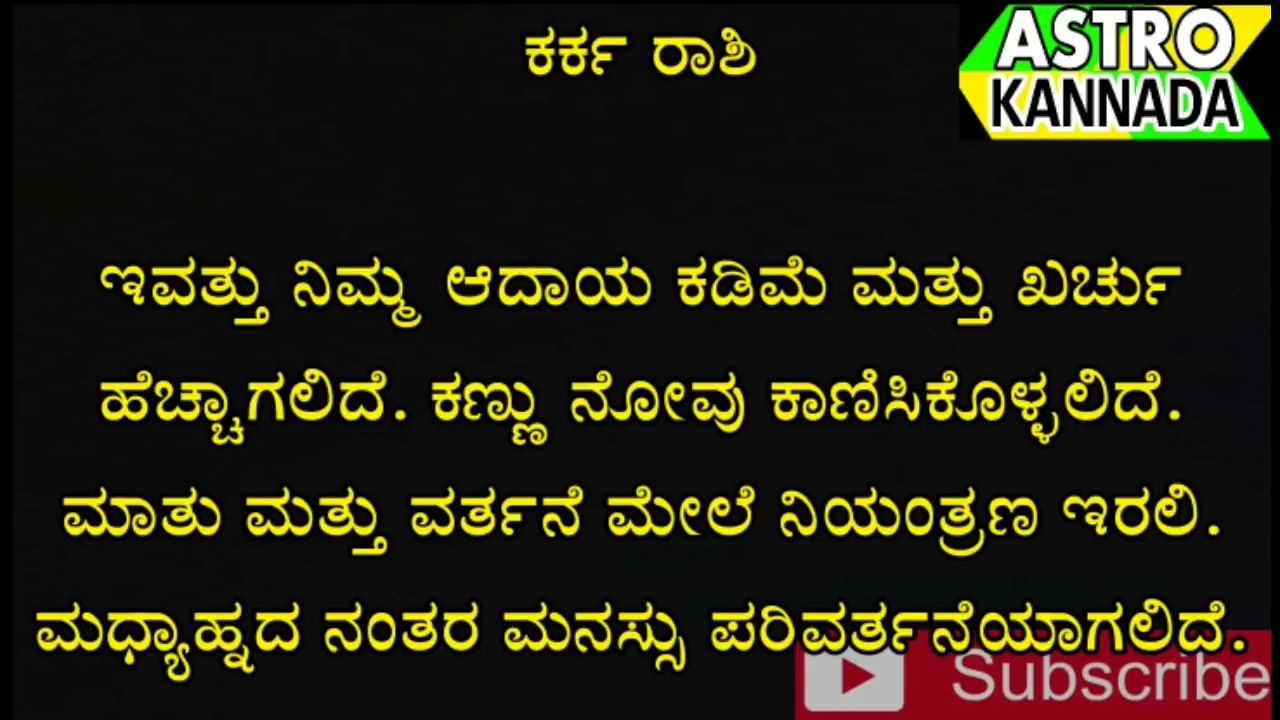 ಕರ್ಕ ರಾಶಿ
ASTRO
KANNADA
ಇವತ್ತು ನಿಮ್ಮ ಆದಾಯ ಕಡಿಮೆ ಮತ್ತು ಖರ್ಚು
ಹೆಚ್ಚಾಗಲಿದೆ. ಕಣ್ಣು ನೋವು ಕಾಣಿಸಿಕೊಳ್ಳಲಿದೆ.
ಮಾತು ಮತ್ತು ವರ್ತನೆ ಮೇಲೆ ನಿಯಂತ್ರಣ ಇರಲಿ.
ಮಧ್ಯಾಹ್ನದ ನಂತರ ಮನಸ್ಸು ಪರಿವರ್ತನೆಯಾಗಲಿದೆ.
Subscribe